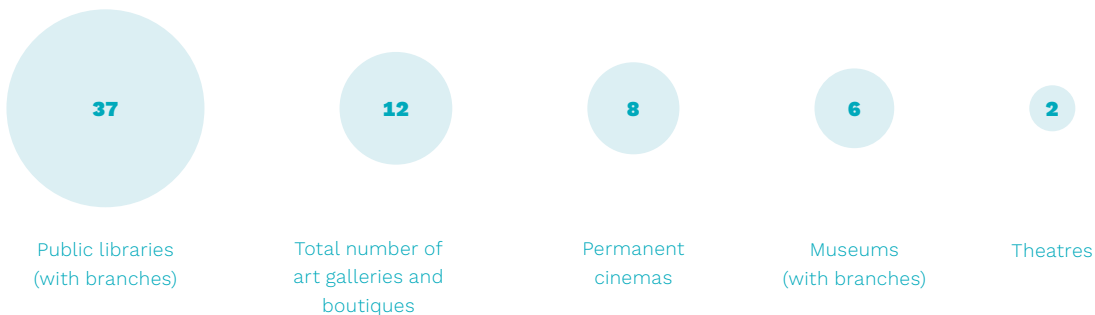 37
12
8
6
2
Public libraries
(with branches)
Total number of
art galleries and
boutiques
Permanent
cinemas
Museums
(with branches)
Theatres